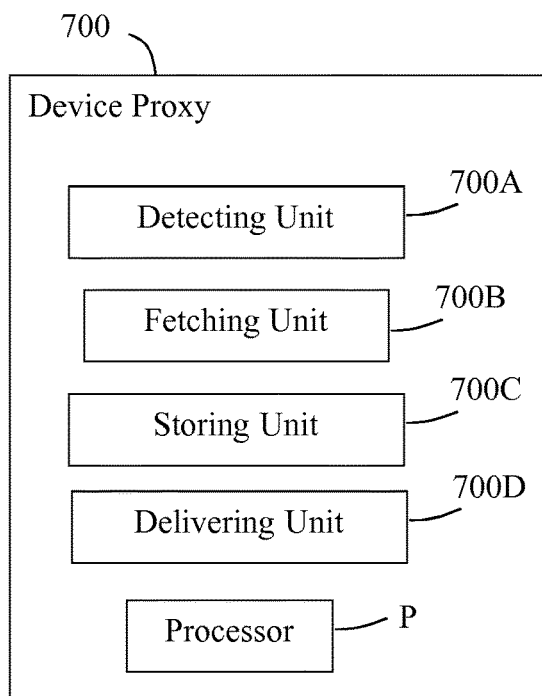 700
Device Proxy
700A
Detecting Unit
700B
Fetching Unit
700C
Storing Unit
700D
Delivering Unit
Processor
P